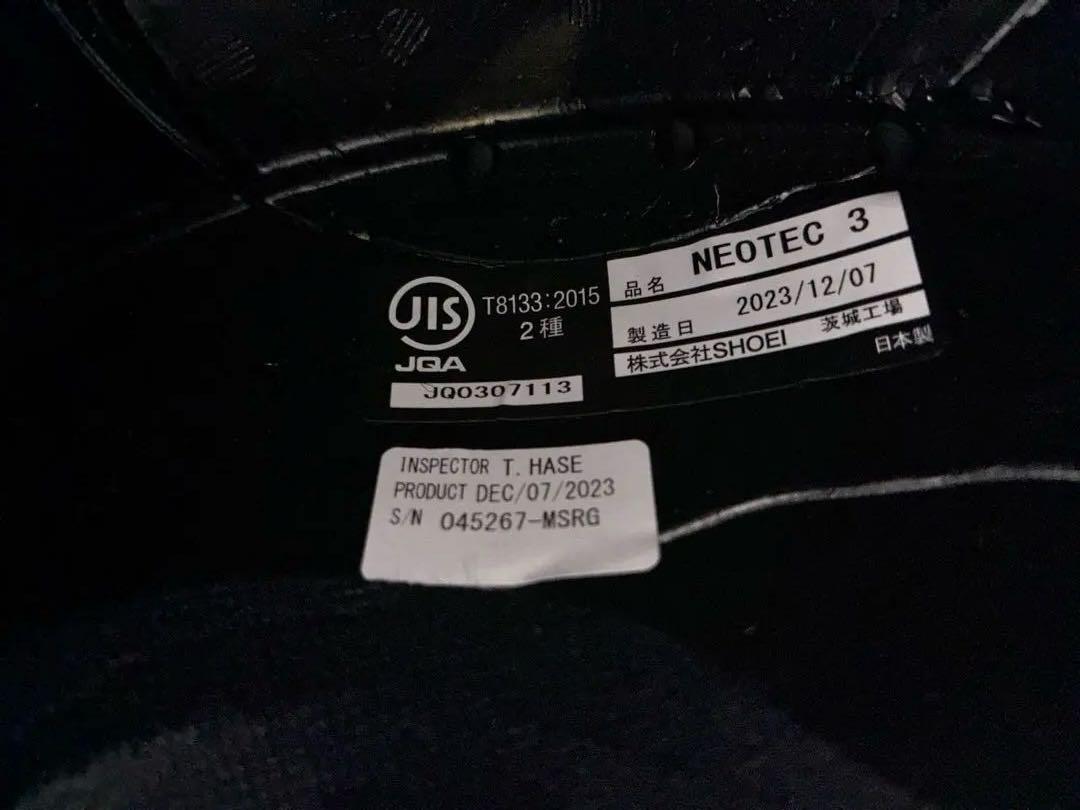 JIS
T8133:2015
2種
JQA
JQ0307113
品名 NEOTEC 3
製造日 2023/12/07
株式会社SHOEI 茨城工場
日本製
INSPECTOR T. HASE
PRODUCT DEC/07/2023
S/N 045267-MSRG